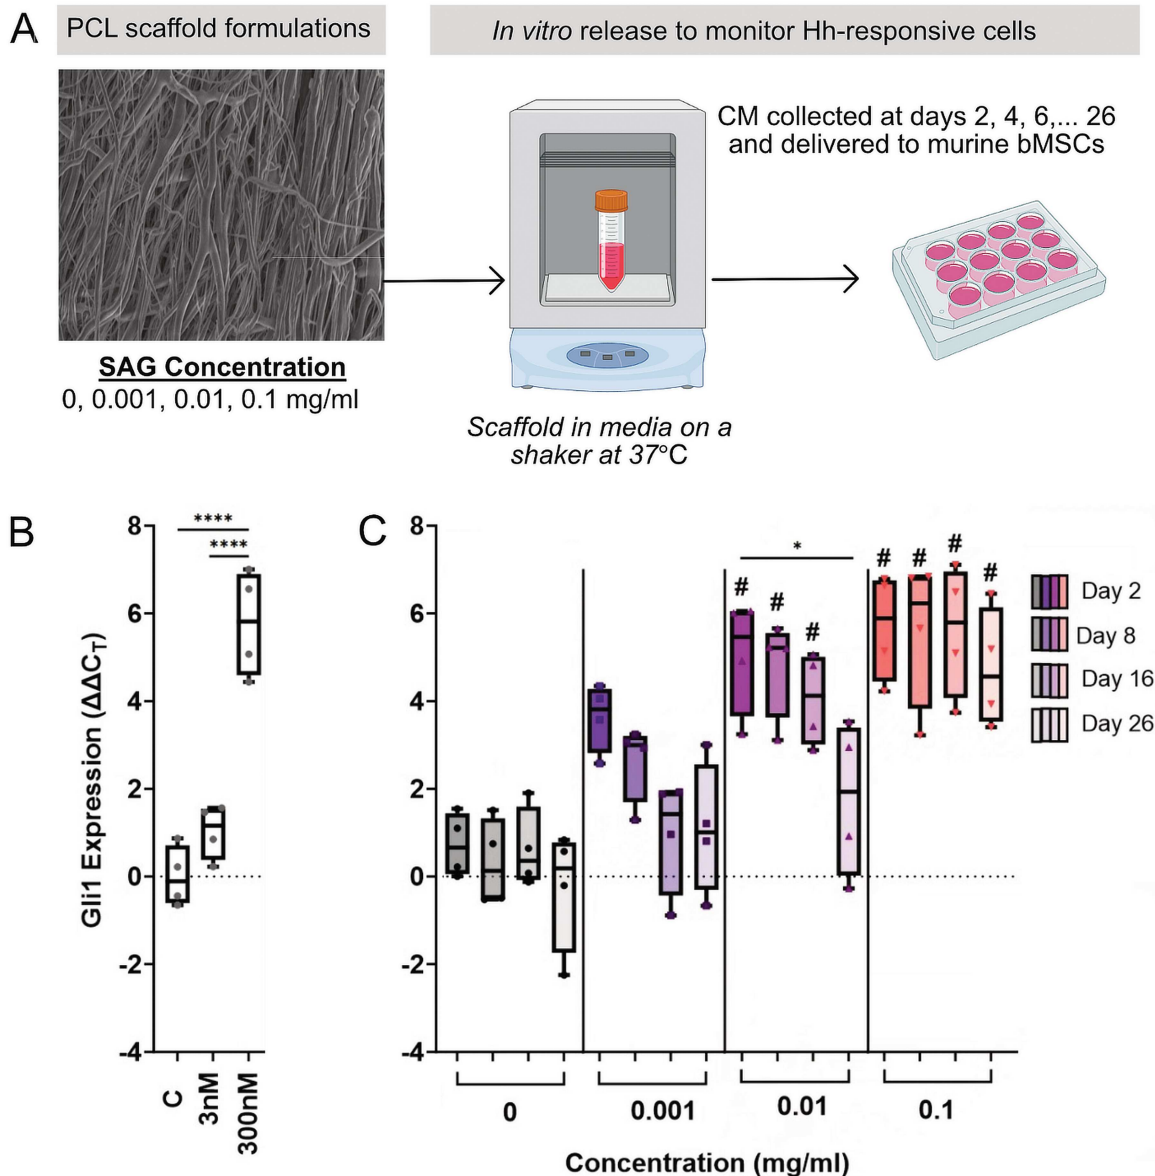 A
PCL scaffold formulations
In vitro release to monitor Hh-responsive cells
CM collected at days 2, 4, 6,... 26
and delivered to murine bMSCs
SAG Concentration
0, 0.001, 0.01, 0.1 mg/ml
Scaffold in media on a
shaker at 37°C
B
Gli1 Expression (ΔΔCT)
8
6
4
2
0
-2
-4
****
****
C
3nM
300nM
C
8
6
4
2
0
-2
-4
*
# # # # # # #
0
0.001
0.01
0.1
Concentration (mg/ml)
Day 2
Day 8
Day 16
Day 26